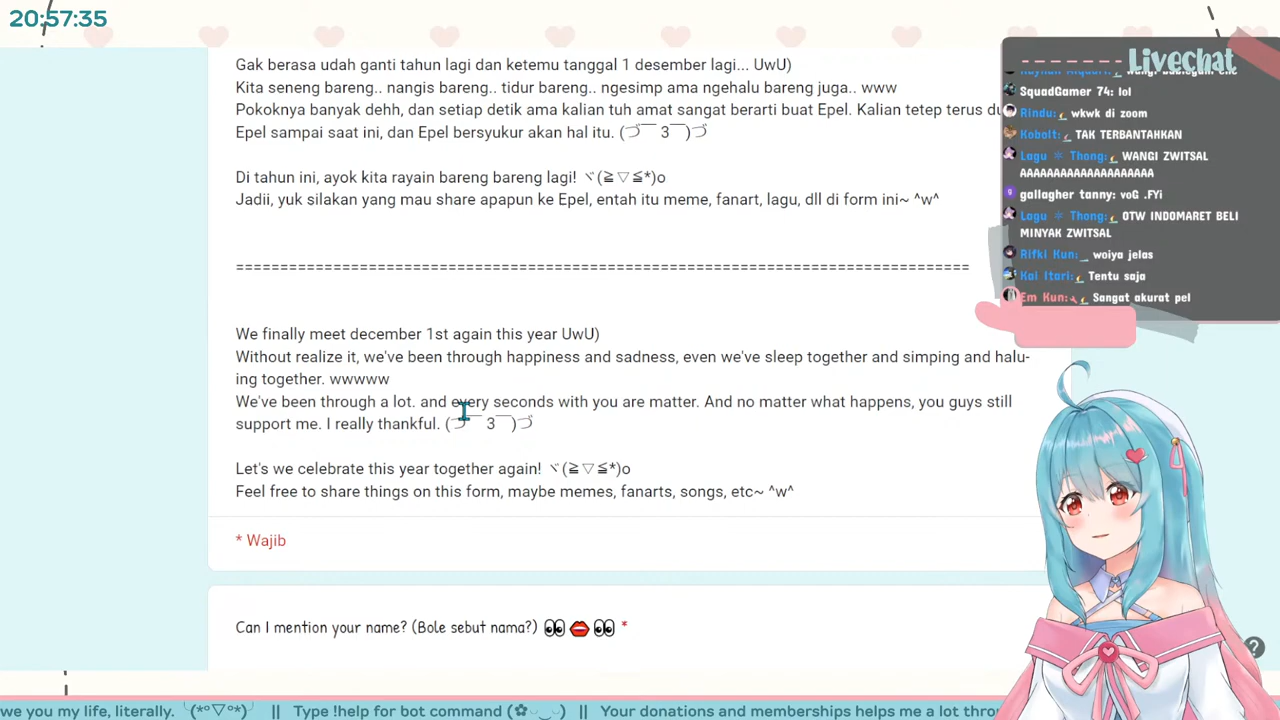 20:57:35
Gak berasa udah ganti tahun lagi dan ketemu tanggal 1 desember lagi... UwU)
Kita seneng bareng.. nangis bareng.. tidur bareng.. ngesimp ama ngehalu bareng juga.. www
Pokoknya banyak dehh, dan setiap detik ama kalian tuh amat sangat berarti buat Epel. Kalian tetep terus du
Epel sampai saat ini, dan Epel bersyukur akan hal itu. (づ￣ 3￣)づ
Di tahun ini, ayok kita rayain bareng bareng lagi! ヾ(≧▽≦*)o
Jadii, yuk silakan yang mau share apapun ke Epel, entah itu meme, fanart, lagu, dll di form ini~ ^w^
==================================================================================
We finally meet december 1st again this year UwU)
Without realize it, we've been through happiness and sadness, even we've sleep together and simping and halu-
ing together. wwwww
We've been through a lot. and every seconds with you are matter. And no matter what happens, you guys still
support me. I really thankful. (づ￣ 3￣)づ
Let's we celebrate this year together again! ヾ(≧▽≦*)o
Feel free to share things on this form, maybe memes, fanarts, songs, etc~ ^w^
* Wajib
Can I mention your name? (Bole sebut nama?) 👀👄👀 *
Livechat
SquadGamer 74: lol
Rindu: wkwk di zoom
Kobolt: TAK TERBANTAHKAN
Lagu ☼ Thong: WANGI ZWITSAL
AAAAAAAAAAAAAAAAAAA
gallagher tanny: voG .FYi
Lagu ☼ Thong: OTW INDOMARET BELI
MINYAK ZWITSAL
Rifki Kun: woiya jelas
Kai Itari: Tentu saja
Em Kun: Sangat akurat pel
?
we you my life, literally. ╰(*°▽°*)╯ || Type !help for bot command (✿◡‿◡) || Your donations and memberships helps me a lot throu